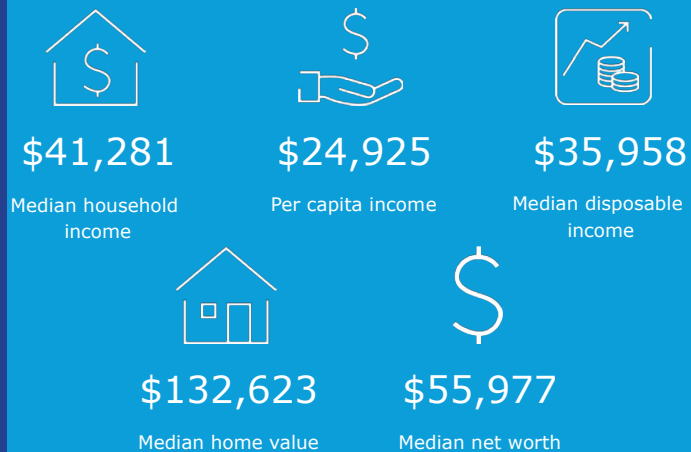 $41,281
Median household
income
$24,925
Per capita income
$35,958
Median disposable
income
$132,623
Median home value
$55,977
Median net worth